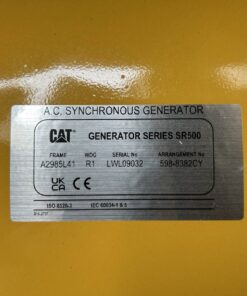 A.C. SYNCHRONOUS GENERATOR
CAT GENERATOR SERIES SR500
FRAME WDG SERIAL No ARRANGEMENT No
A2985L41 R1 LWL09032 598-8382CY
UK CA CE
ISO 8528-3 IEC 60034-1 & 5